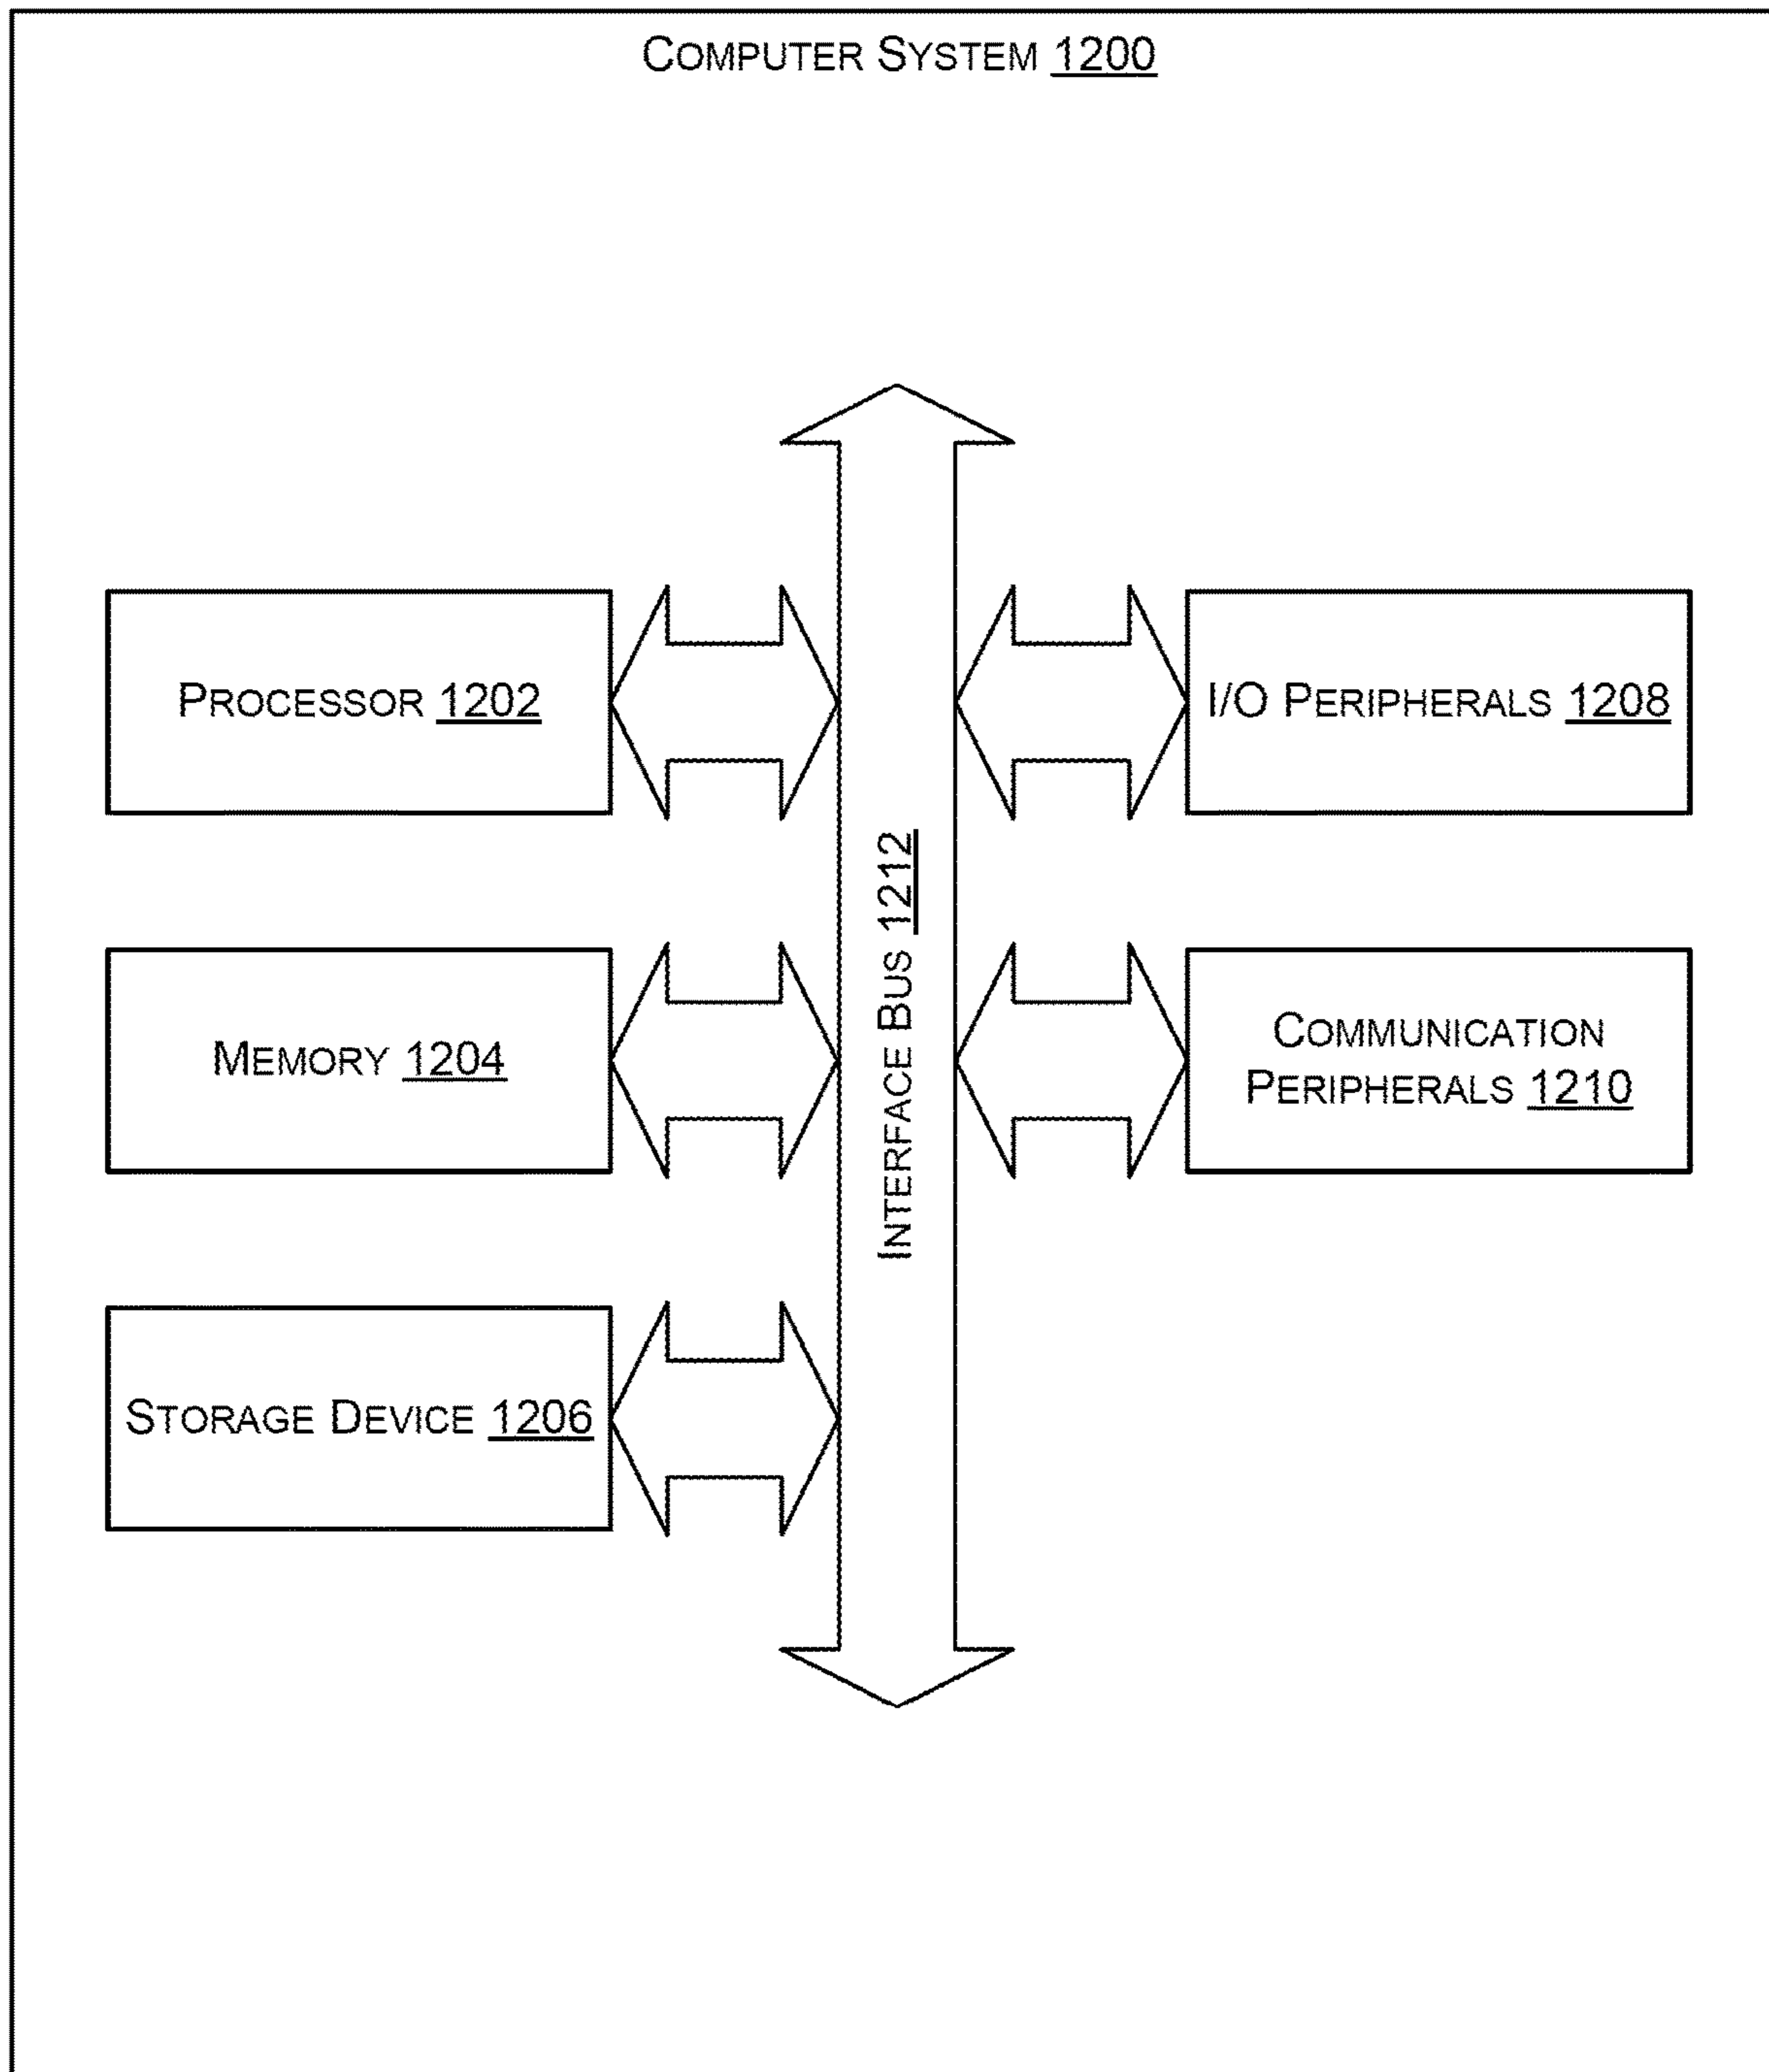 COMPUTER SYSTEM 1200
PROCESSOR 1202
I/O PERIPHERALS 1208
INTERFACE BUS 1212
MEMORY 1204
COMMUNICATION
PERIPHERALS 1210
STORAGE DEVICE 1206